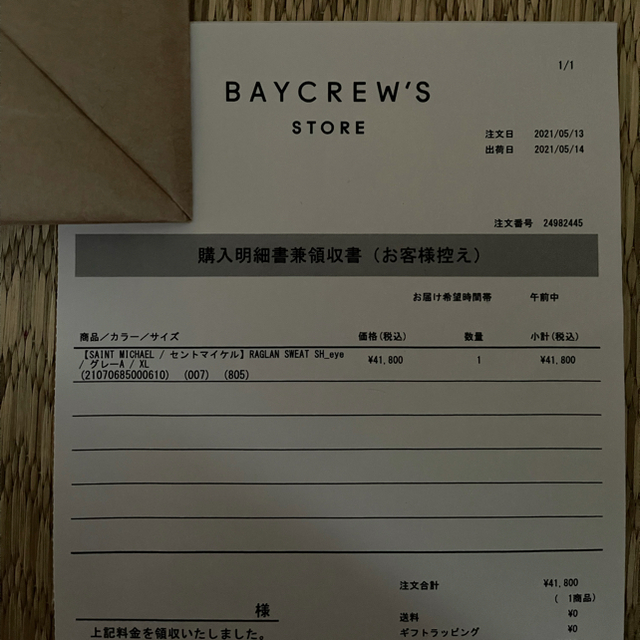 1/1
BAYCREW'S
STORE
注文日 2021/05/13
出荷日 2021/05/14
注文番号 24982445
購入明細書兼領収書（お客様控え）
お届け希望時間帯 午前中
商品／カラー／サイズ 価格(税込) 数量 小計(税込)
【SAINT MICHAEL / セントマイケル】RAGLAN SWEAT SH_eye ¥41,800 1 ¥41,800
/ グレーA / XL
(21070685000610) (007) (805)
注文合計 ¥41,800
( 1商品)
様
送料 ¥0
上記料金を領収いたしました。
ギフトラッピング ¥0